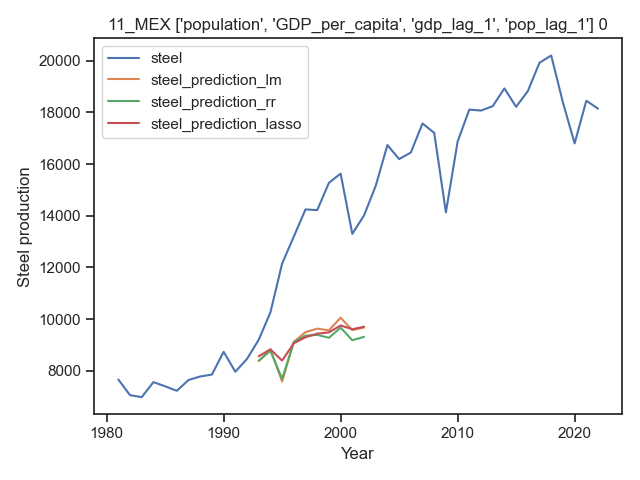 11_MEX ['population', 'GDP_per_capita', 'gdp_lag_1', 'pop_lag_1'] 0
steel
steel_prediction_lm
steel_prediction_rr
steel_prediction_lasso
20000
18000
16000
14000
12000
10000
8000
Steel production
1980
1990
2000
2010
2020
Year